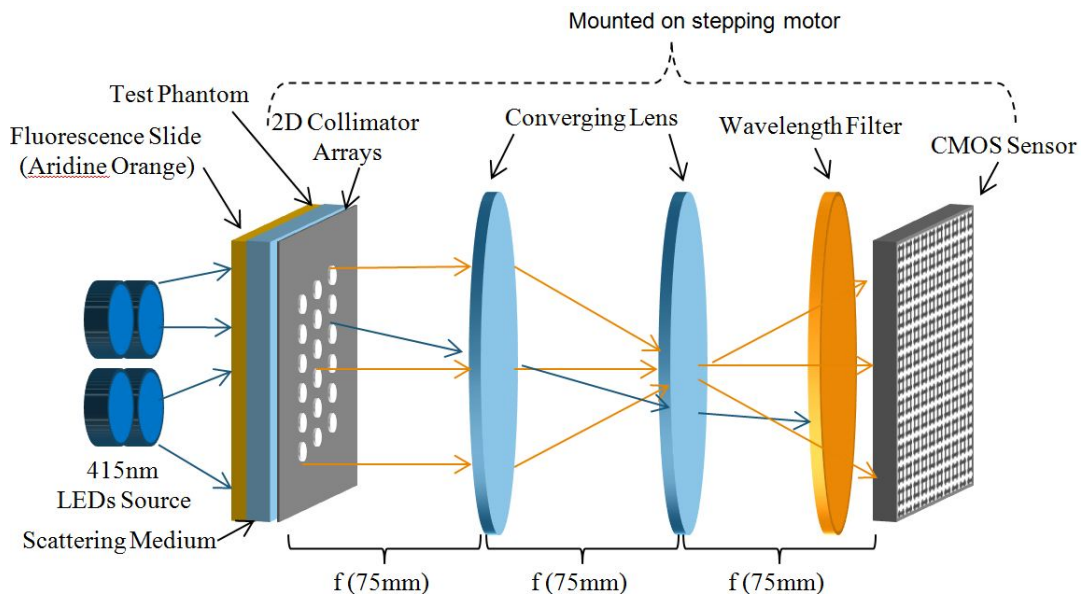 Mounted on stepping motor
Test Phantom
2D Collimator
Arrays
Converging Lens
Wavelength Filter
CMOS Sensor
Fluorescence Slide
(Aridine Orange)
415nm
LEDs Source
Scattering Medium
f (75mm)
f (75mm)
f (75mm)